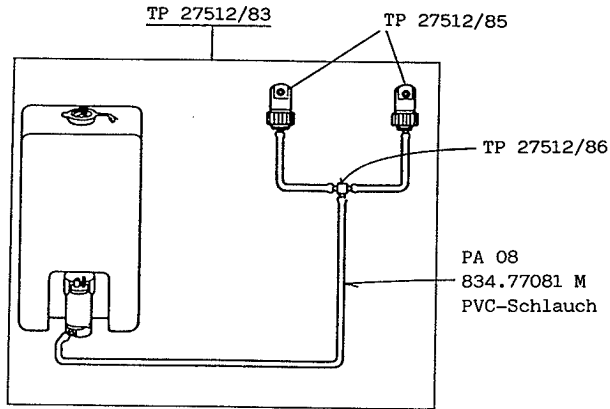 TP 27512/83
TP 27512/85
TP 27512/86
PA 08
834.77081 M
PVC-Schlauch